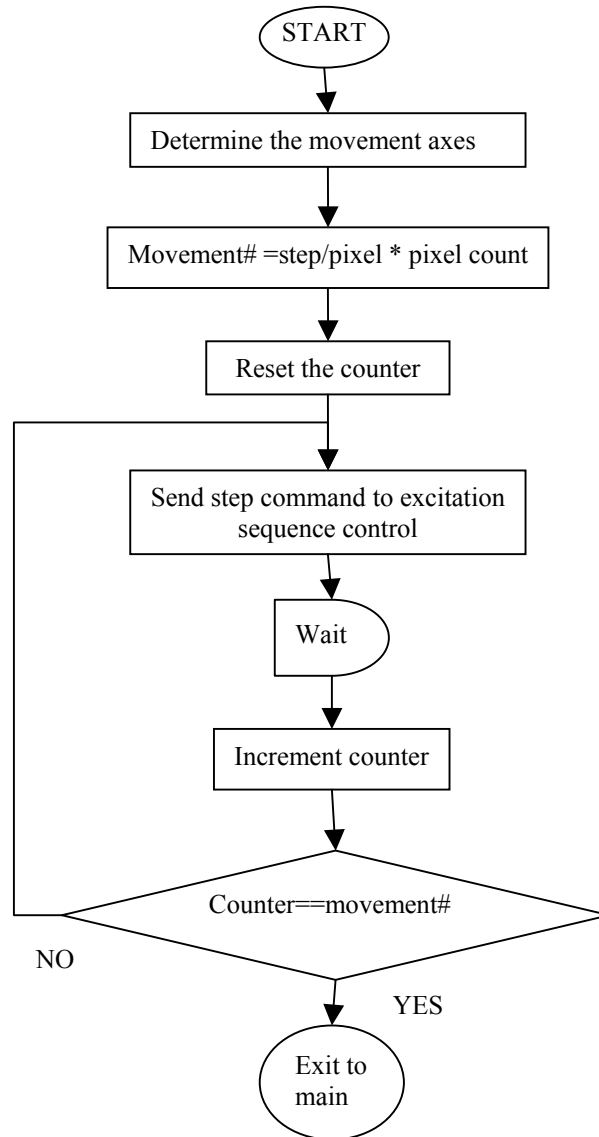 START
Determine the movement axes
Movement# =step/pixel * pixel count
Reset the counter
Send step command to excitation
sequence control
Wait
Increment counter
Counter==movement#
NO
YES
Exit to
main